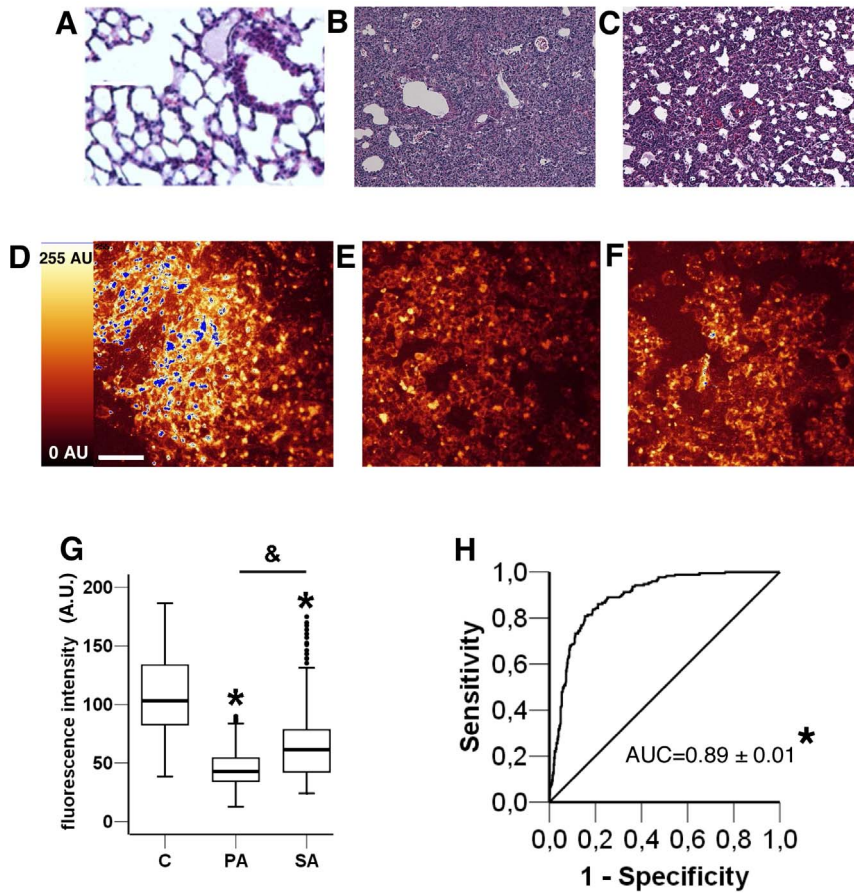 A
B
C
D
255 AU
0 AU
E
F
G
&
*
*
fluorescence intensity (A.U.)
200
150
100
50
0
C PA SA
H
Sensitivity
1,0
0,8
0,6
0,4
0,2
0,0
AUC=0.89 ± 0.01 *
0,0 0,2 0,4 0,6 0,8 1,0
1 - Specificity